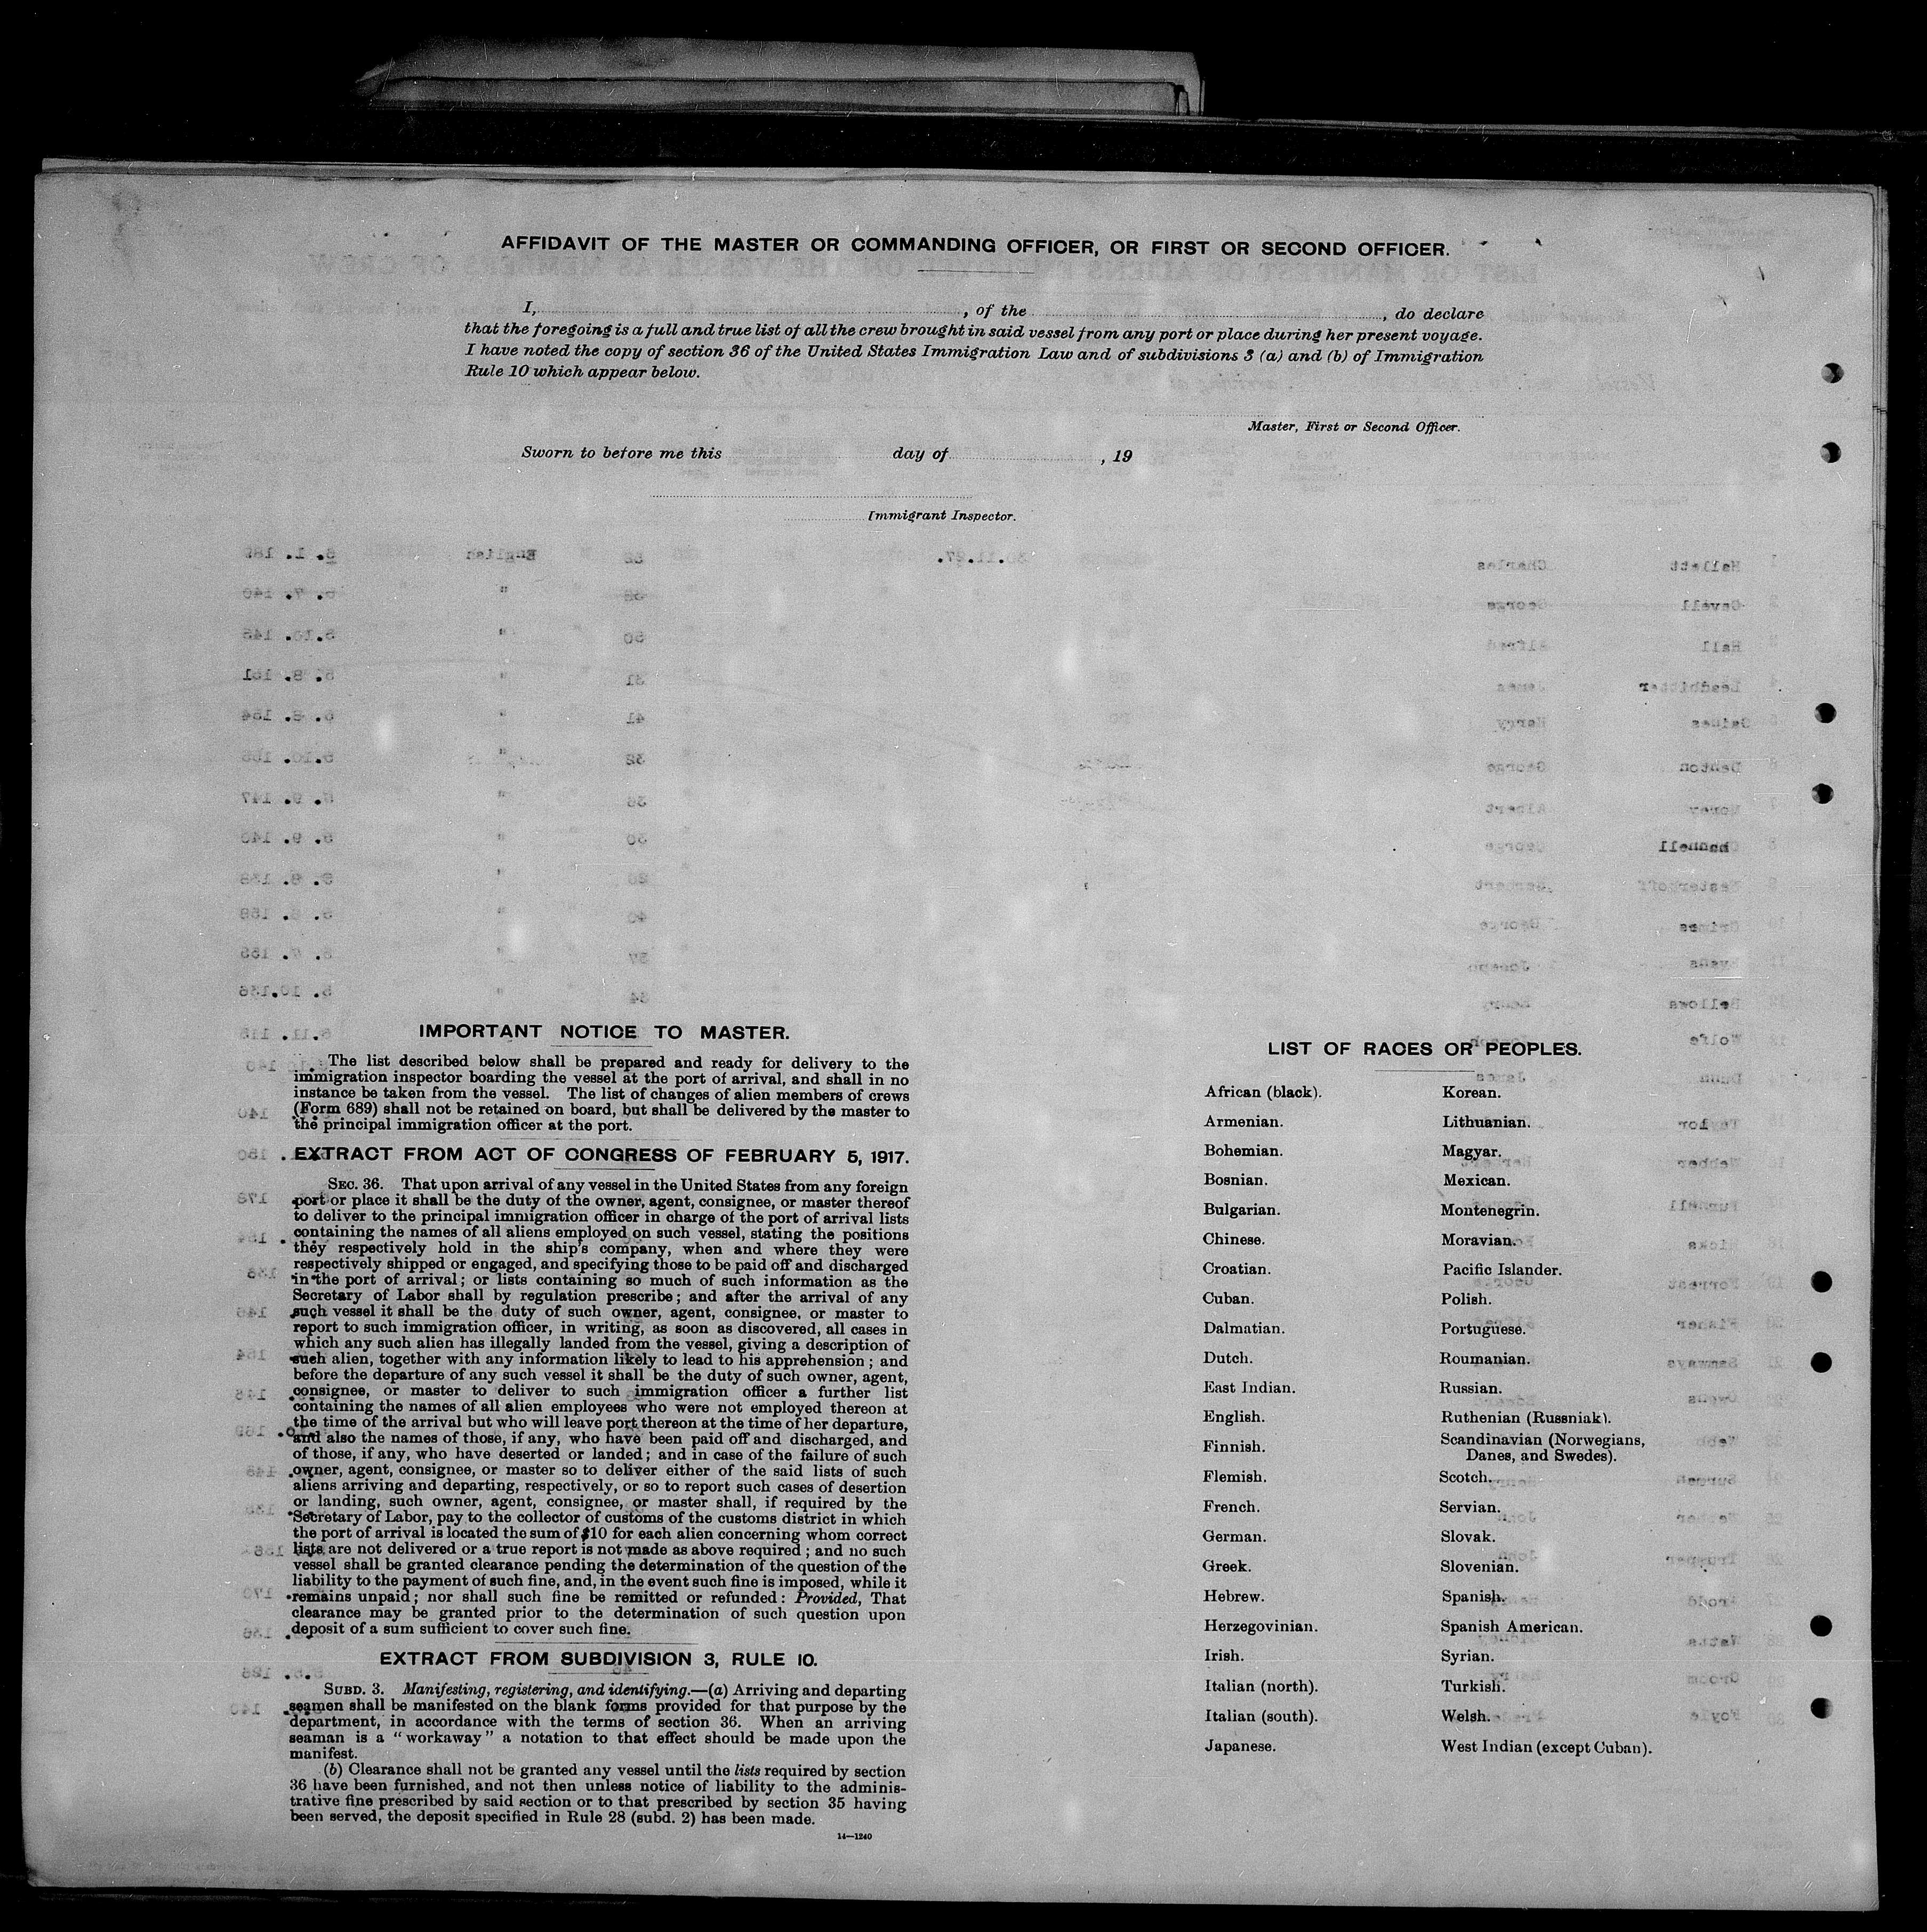 AFFIDAVIT OF THE MASTER OR COMMANDING OFFICER, OR FIRST OR SECOND OFFICER.
I, , of the , do declare
that the foregoing is a full and true list of all the crew brought in said vessel from any port or place during her present voyage.
I have noted the copy of section 36 of the United States Immigration Law and of subdivisions 3 (a) and (b) of Immigration
Rule 10 which appear below.
Master, First or Second Officer.
Sworn to before me this day of , 19
Immigrant Inspector.
IMPORTANT NOTICE TO MASTER.
The list described below shall be prepared and ready for delivery to the
immigration inspector boarding the vessel at the port of arrival, and shall in no
instance be taken from the vessel. The list of changes of alien members of crews
(Form 689) shall not be retained on board, but shall be delivered by the master to
the principal immigration officer at the port.
EXTRACT FROM ACT OF CONGRESS OF FEBRUARY 5, 1917.
SEC. 36. That upon arrival of any vessel in the United States from any foreign
port or place it shall be the duty of the owner, agent, consignee, or master thereof
to deliver to the principal immigration officer in charge of the port of arrival lists
containing the names of all aliens employed on such vessel, stating the positions
they respectively hold in the ship's company, when and where they were
respectively shipped or engaged, and specifying those to be paid off and discharged
in the port of arrival; or lists containing so much of such information as the
Secretary of Labor shall by regulation prescribe; and after the arrival of any
such vessel it shall be the duty of such owner, agent, consignee, or master to
report to such immigration officer, in writing, as soon as discovered, all cases in
which any such alien has illegally landed from the vessel, giving a description of
such alien, together with any information likely to lead to his apprehension; and
before the departure of any such vessel it shall be the duty of such owner, agent,
consignee, or master to deliver to such immigration officer a further list
containing the names of all alien employees who were not employed thereon at
the time of the arrival but who will leave port thereon at the time of her departure,
and also the names of those, if any, who have been paid off and discharged, and
of those, if any, who have deserted or landed; and in case of the failure of such
owner, agent, consignee, or master so to deliver either of the said lists of such
aliens arriving and departing, respectively, or so to report such cases of desertion
or landing, such owner, agent, consignee, or master shall, if required by the
Secretary of Labor, pay to the collector of customs of the customs district in which
the port of arrival is located the sum of $10 for each alien concerning whom correct
lists are not delivered or a true report is not made as above required; and no such
vessel shall be granted clearance pending the determination of the question of the
liability to the payment of such fine, and, in the event such fine is imposed, while it
remains unpaid; nor shall such fine be remitted or refunded: Provided, That
clearance may be granted prior to the determination of such question upon
deposit of a sum sufficient to cover such fine.
EXTRACT FROM SUBDIVISION 3, RULE 10.
SUBD. 3. Manifesting, registering, and identifying.—(a) Arriving and departing
seamen shall be manifested on the blank forms provided for that purpose by the
department, in accordance with the terms of section 36. When an arriving
seaman is a "workaway" a notation to that effect should be made upon the
manifest.
(b) Clearance shall not be granted any vessel until the lists required by section
36 have been furnished, and not then unless notice of liability to the adminis-
trative fine prescribed by said section or to that prescribed by section 35 having
been served, the deposit specified in Rule 28 (subd. 2) has been made.
14—1240
LIST OF RACES OR PEOPLES.
African (black).
Armenian.
Bohemian.
Bosnian.
Bulgarian.
Chinese.
Croatian.
Cuban.
Dalmatian.
Dutch.
East Indian.
English.
Finnish.
Flemish.
French.
German.
Greek.
Hebrew.
Herzegovinian.
Irish.
Italian (north).
Italian (south).
Japanese.
Korean.
Lithuanian.
Magyar.
Mexican.
Montenegrin.
Moravian.
Pacific Islander.
Polish.
Portuguese.
Roumanian.
Russian.
Ruthenian (Russniak).
Scandinavian (Norwegians,
Danes, and Swedes).
Scotch.
Servian.
Slovak.
Slovenian.
Spanish.
Spanish American.
Syrian.
Turkish.
Welsh.
West Indian (except Cuban).